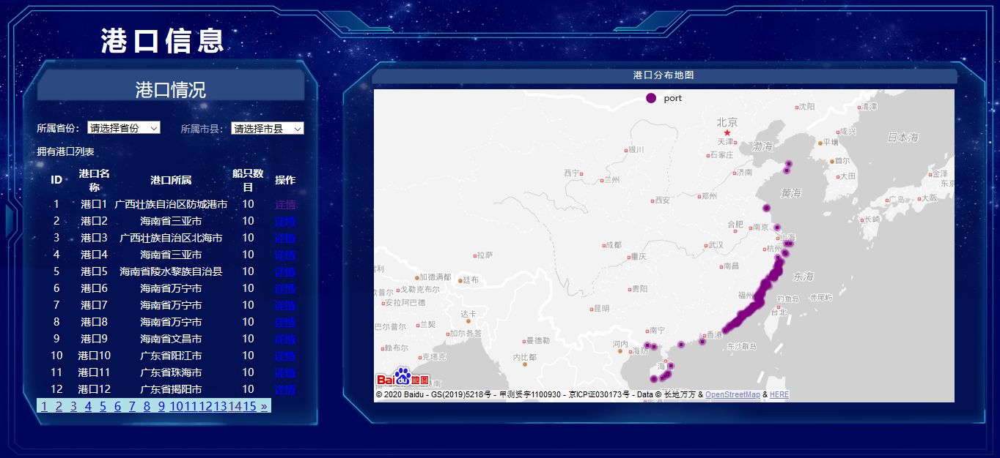 港口信息
港口情况
所属省份： 请选择省份 所属市县： 请选择市县
拥有港口列表
ID 港口名称 港口所属 船只数目 操作
1 港口1 广西壮族自治区防城港市 10 详情
2 港口2 海南省三亚市 10 详情
3 港口3 广西壮族自治区北海市 10 详情
4 港口4 海南省三亚市 10 详情
5 港口5 海南省陵水黎族自治县 10 详情
6 港口6 海南省万宁市 10 详情
7 港口7 海南省万宁市 10 详情
8 港口8 海南省万宁市 10 详情
9 港口9 海南省文昌市 10 详情
10 港口10 广东省阳江市 10 详情
11 港口11 广东省珠海市 10 详情
12 港口12 广东省揭阳市 10 详情
1 2 3 4 5 6 7 8 9 10 11 12 13 14 15 »
港口分布地图
port
沈阳
清津
北京
咸兴
天津
渤海
平壤
日本海
银川
石家庄
首尔
西宁
济南
大田
金泽
兰州
东京
黄海
西安
郑州
广岛
大阪
长崎
合肥
南京
上海
成都
武汉
杭州
拉萨
重庆
南昌
加德满都
廷布
东海
戈勒克布尔
贵阳
福州
钓鱼岛
赤尾屿
安拉阿巴德
昆明
台北
达卡
巴尔普尔
兰契
加尔各答
南宁
香港
曼德勒
河内
东沙群岛
赖布尔
海防
克塔克
内比都
海
Bai du 地图
© 2020 Baidu - GS(2019)5218号 - 甲测资字1100930 - 京ICP证030173号 - Data © 长地万方 & OpenStreetMap & HERE